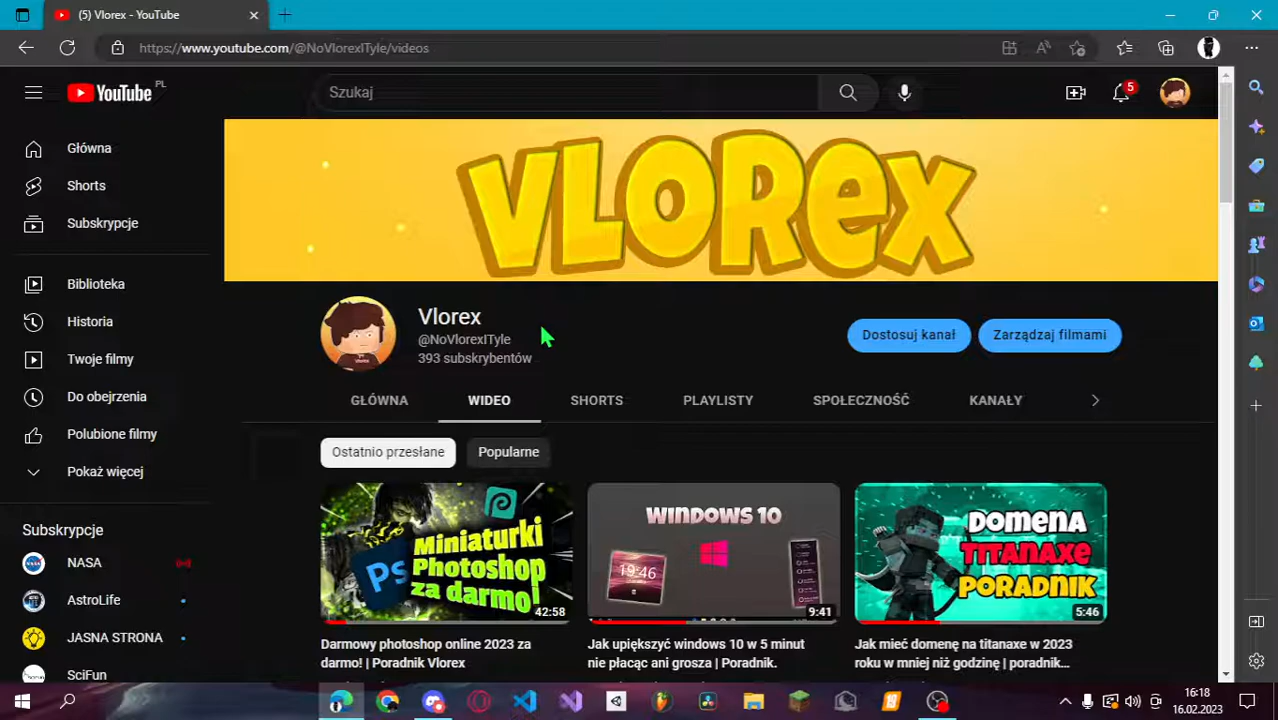 (5) Vlorex - YouTube
https://www.youtube.com/@NoVlorexITyle/videos
YouTube PL
Szukaj
5
Główna
Shorts
Subskrypcje
Biblioteka
Historia
Twoje filmy
Do obejrzenia
Polubione filmy
Pokaż więcej
Subskrypcje
NASA
AstroLife
JASNA STRONA
SciFun
VLOREX
Vlorex
@NoVlorexITyle
393 subskrybentów
Dostosuj kanał
Zarządzaj filmami
GŁÓWNA
WIDEO
SHORTS
PLAYLISTY
SPOŁECZNOŚĆ
KANAŁY
Ostatnio przesłane
Popularne
Ps
Miniaturki
Photoshop
za darmo!
42:58
Darmowy photoshop online 2023 za
darmo! | Poradnik Vlorex
WINDOWS 10
19:46
9:41
Jak upiększyć windows 10 w 5 minut
nie płacąc ani grosza | Poradnik.
DOMENA
TITANAXE
PORADNIK
5:46
Jak mieć domenę na titanaxe w 2023
roku w mniej niż godzinę | poradnik...
16:18
16.02.2023